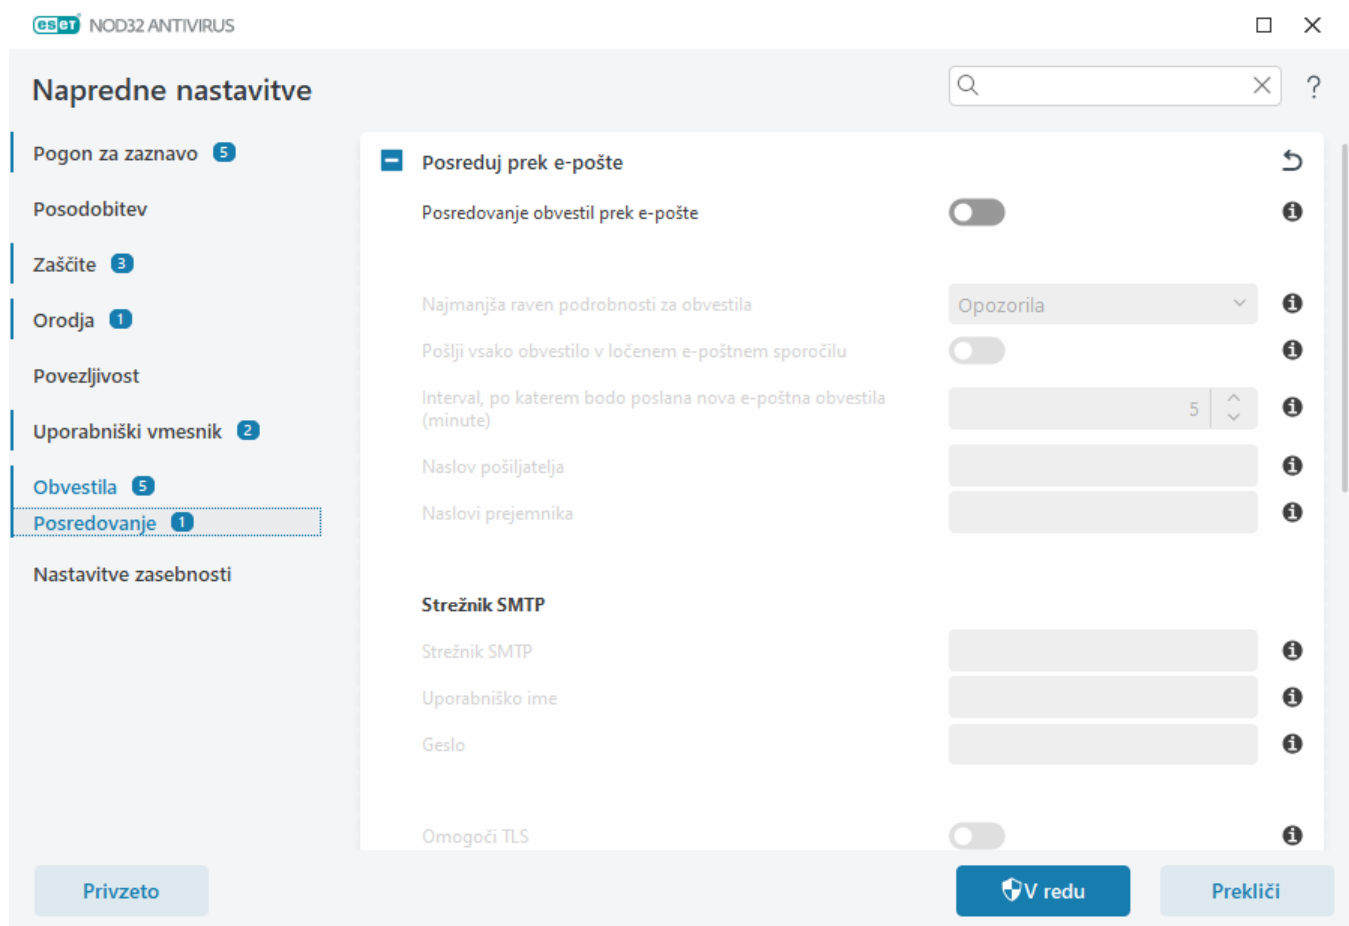 eset NOD32 ANTIVIRUS
Napredne nastavitve
?
Pogon za zaznavo 5
Posodobitev
Zaščite 3
Orodja 1
Povezljivost
Uporabniški vmesnik 2
Obvestila 5
Posredovanje 1
Nastavitve zasebnosti
Posreduj prek e-pošte
Posredovanje obvestil prek e-pošte
Najmanjša raven podrobnosti za obvestila
Opozorila
Pošlji vsako obvestilo v ločenem e-poštnem sporočilu
Interval, po katerem bodo poslana nova e-poštna obvestila
(minute)
5
Naslov pošiljatelja
Naslovi prejemnika
Strežnik SMTP
Strežnik SMTP
Uporabniško ime
Geslo
Omogoči TLS
Privzeto
V redu
Prekliči